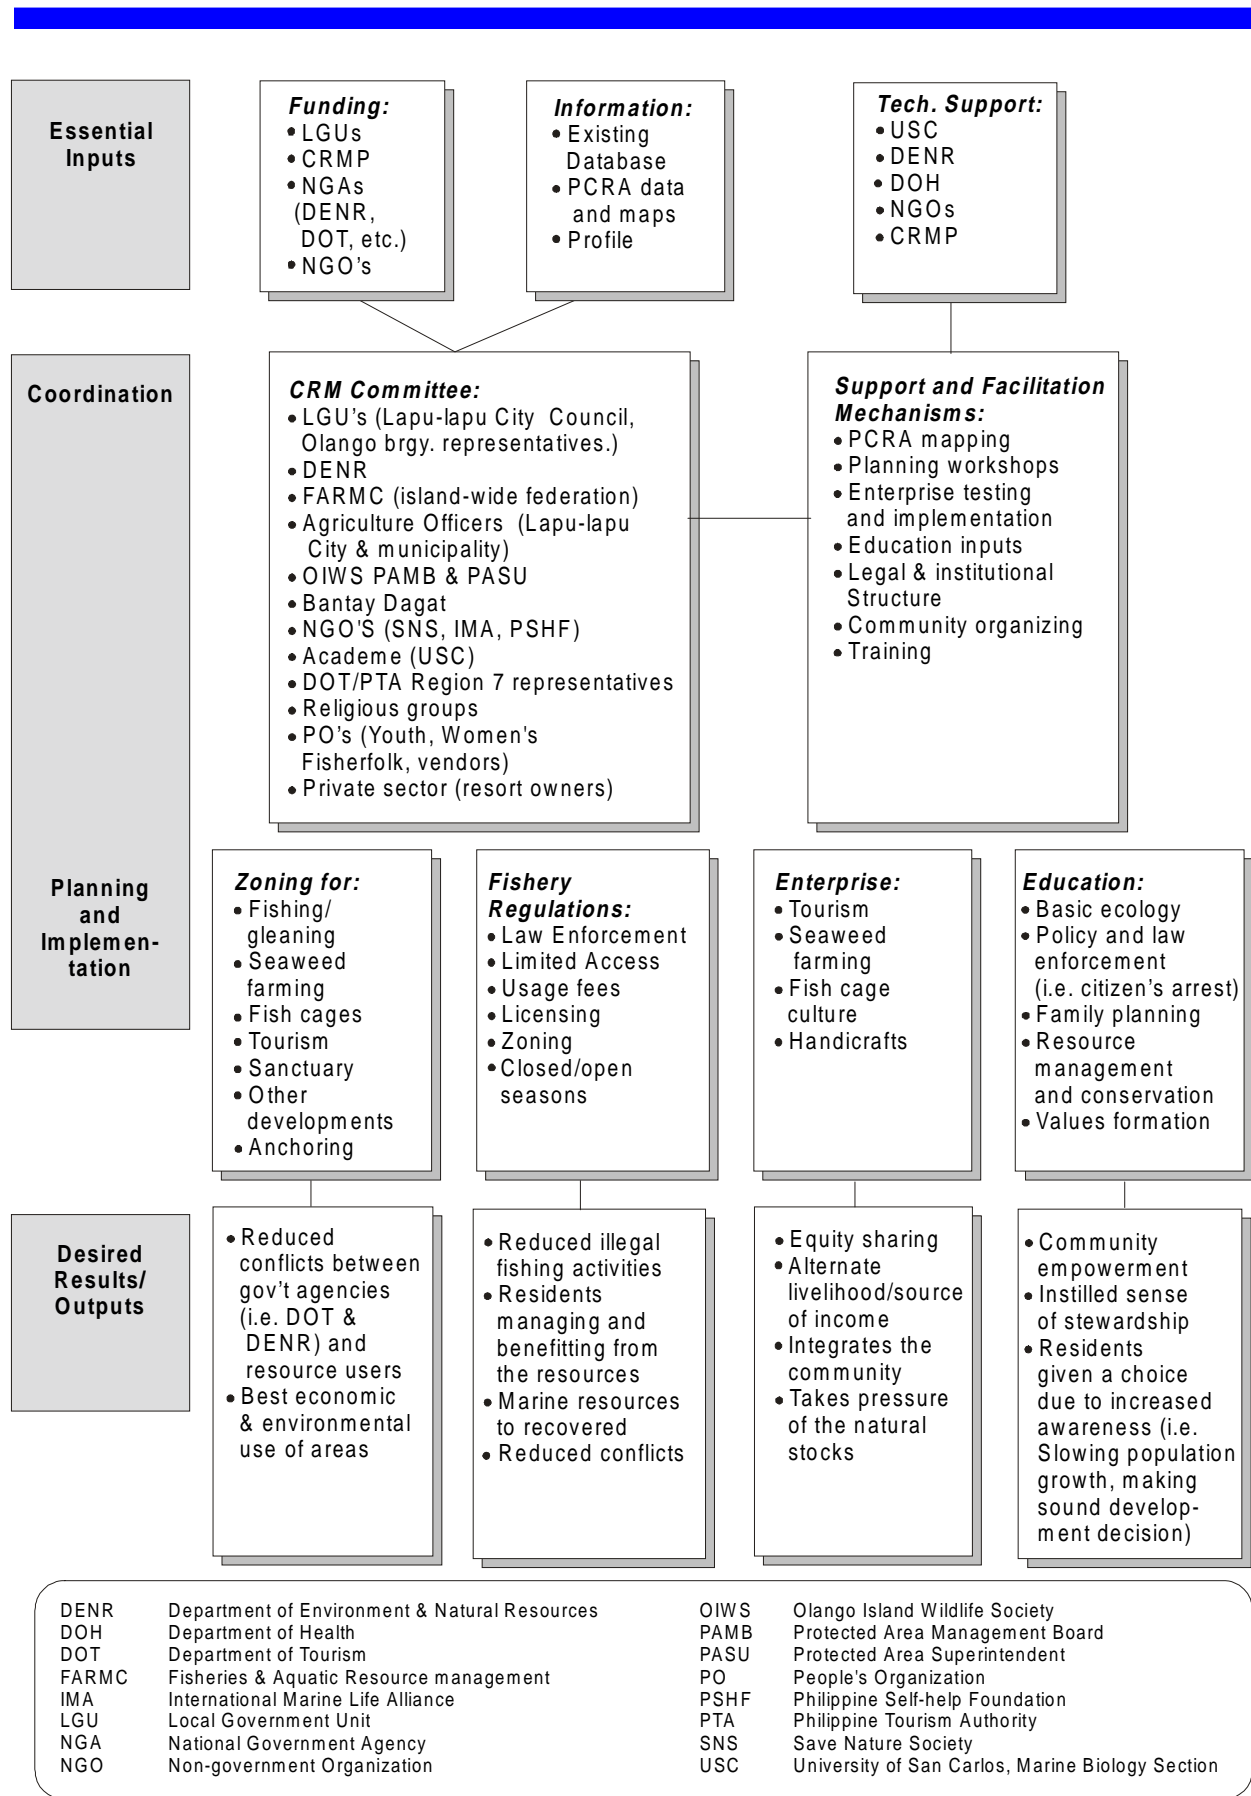 Essential
Inputs
Funding:
• LGUs
• CRMP
• NGAs
(DENR,
DOT, etc.)
• NGO's
Information:
• Existing
Database
• PCRA data
and maps
• Profile
Tech. Support:
• USC
• DENR
• DOH
• NGOs
• CRMP
Coordination
CRM Committee:
• LGU's (Lapu-lapu City Council,
Olango brgy. representatives.)
• DENR
• FARMC (island-wide federation)
• Agriculture Officers (Lapu-lapu
City & municipality)
• OIWS PAMB & PASU
• Bantay Dagat
• NGO'S (SNS, IMA, PSHF)
• Academe (USC)
• DOT/PTA Region 7 representatives
• Religious groups
• PO's (Youth, Women's
Fisherfolk, vendors)
• Private sector (resort owners)
Support and Facilitation
Mechanisms:
• PCRA mapping
• Planning workshops
• Enterprise testing
and implementation
• Education inputs
• Legal & institutional
Structure
• Community organizing
• Training
Planning
and
Implemen-
tation
Zoning for:
• Fishing/
gleaning
• Seaweed
farming
• Fish cages
• Tourism
• Sanctuary
• Other
developments
• Anchoring
Fishery
Regulations:
• Law Enforcement
• Limited Access
• Usage fees
• Licensing
• Zoning
• Closed/open
seasons
Enterprise:
• Tourism
• Seaweed
farming
• Fish cage
culture
• Handicrafts
Education:
• Basic ecology
• Policy and law
enforcement
(i.e. citizen's arrest)
• Family planning
• Resource
management
and conservation
• Values formation
Desired
Results/
Outputs
• Reduced
conflicts between
gov't agencies
(i.e. DOT &
DENR) and
resource users
• Best economic
& environmental
use of areas
• Reduced illegal
fishing activities
• Residents
managing and
benefitting from
the resources
• Marine resources
to recovered
• Reduced conflicts
• Equity sharing
• Alternate
livelihood/source
of income
• Integrates the
community
• Takes pressure
of the natural
stocks
• Community
empowerment
• Instilled sense
of stewardship
• Residents
given a choice
due to increased
awareness (i.e.
Slowing population
growth, making
sound develop-
ment decision)
DENR Department of Environment & Natural Resources
DOH Department of Health
DOT Department of Tourism
FARMC Fisheries & Aquatic Resource management
IMA International Marine Life Alliance
LGU Local Government Unit
NGA National Government Agency
NGO Non-government Organization
OIWS Olango Island Wildlife Society
PAMB Protected Area Management Board
PASU Protected Area Superintendent
PO People's Organization
PSHF Philippine Self-help Foundation
PTA Philippine Tourism Authority
SNS Save Nature Society
USC University of San Carlos, Marine Biology Section